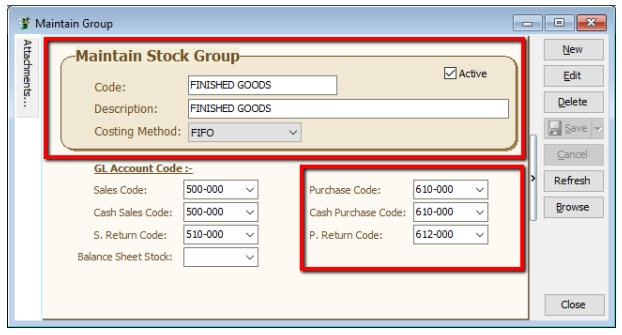 Maintain Group
Attachments...
Maintain Stock Group
Active
Code: FINISHED GOODS
Description: FINISHED GOODS
Costing Method: FIFO
GL Account Code :-
Sales Code: 500-000
Purchase Code: 610-000
Cash Sales Code: 500-000
Cash Purchase Code: 610-000
S. Return Code: 510-000
P. Return Code: 612-000
Balance Sheet Stock:
New
Edit
Delete
Save
Cancel
Refresh
Browse
Close